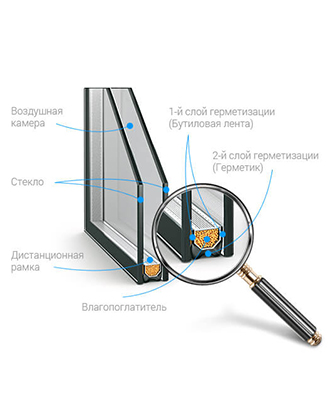 Воздушная
камера
1-й слой герметизации
(Бутиловая лента)
2-й слой герметизации
(Герметик)
Стекло
Дистанционная
рамка
Влагопоглатитель